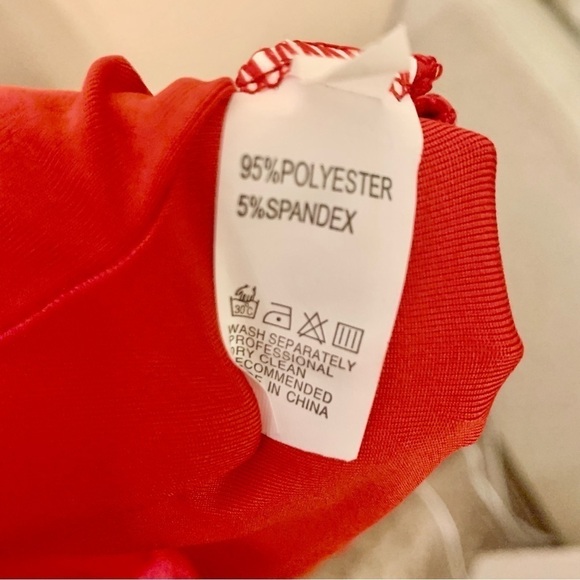 95%POLYESTER
5%SPANDEX
30°C
WASH SEPARATELY
PROFESSIONAL
DRY CLEAN
RECOMMENDED
IN CHINA